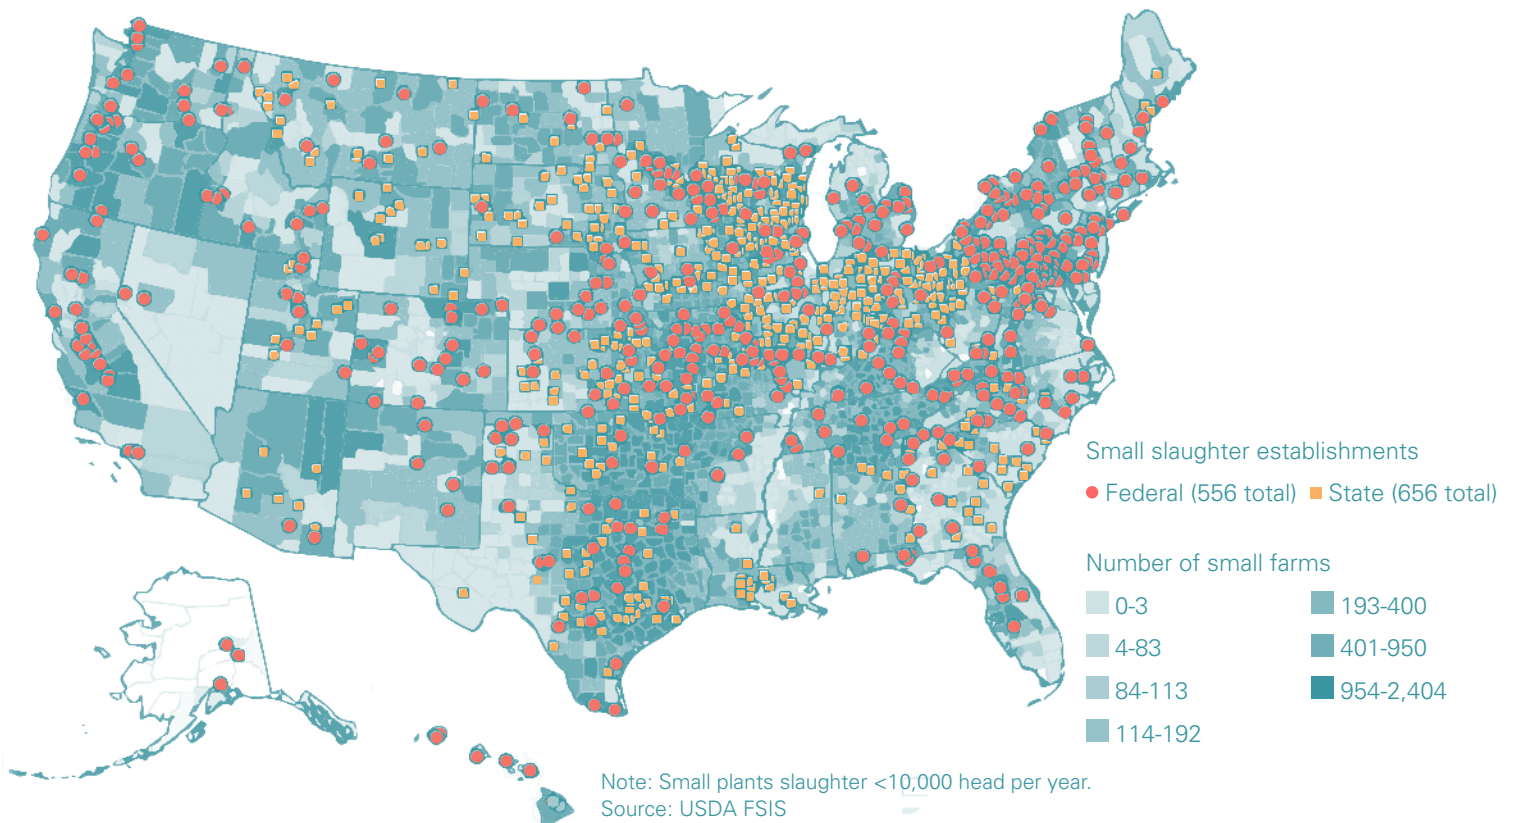 Small slaughter establishments
Federal (556 total) State (656 total)
Number of small farms
0-3 193-400
4-83 401-950
84-113 954-2,404
114-192
Note: Small plants slaughter <10,000 head per year.
Source: USDA FSIS